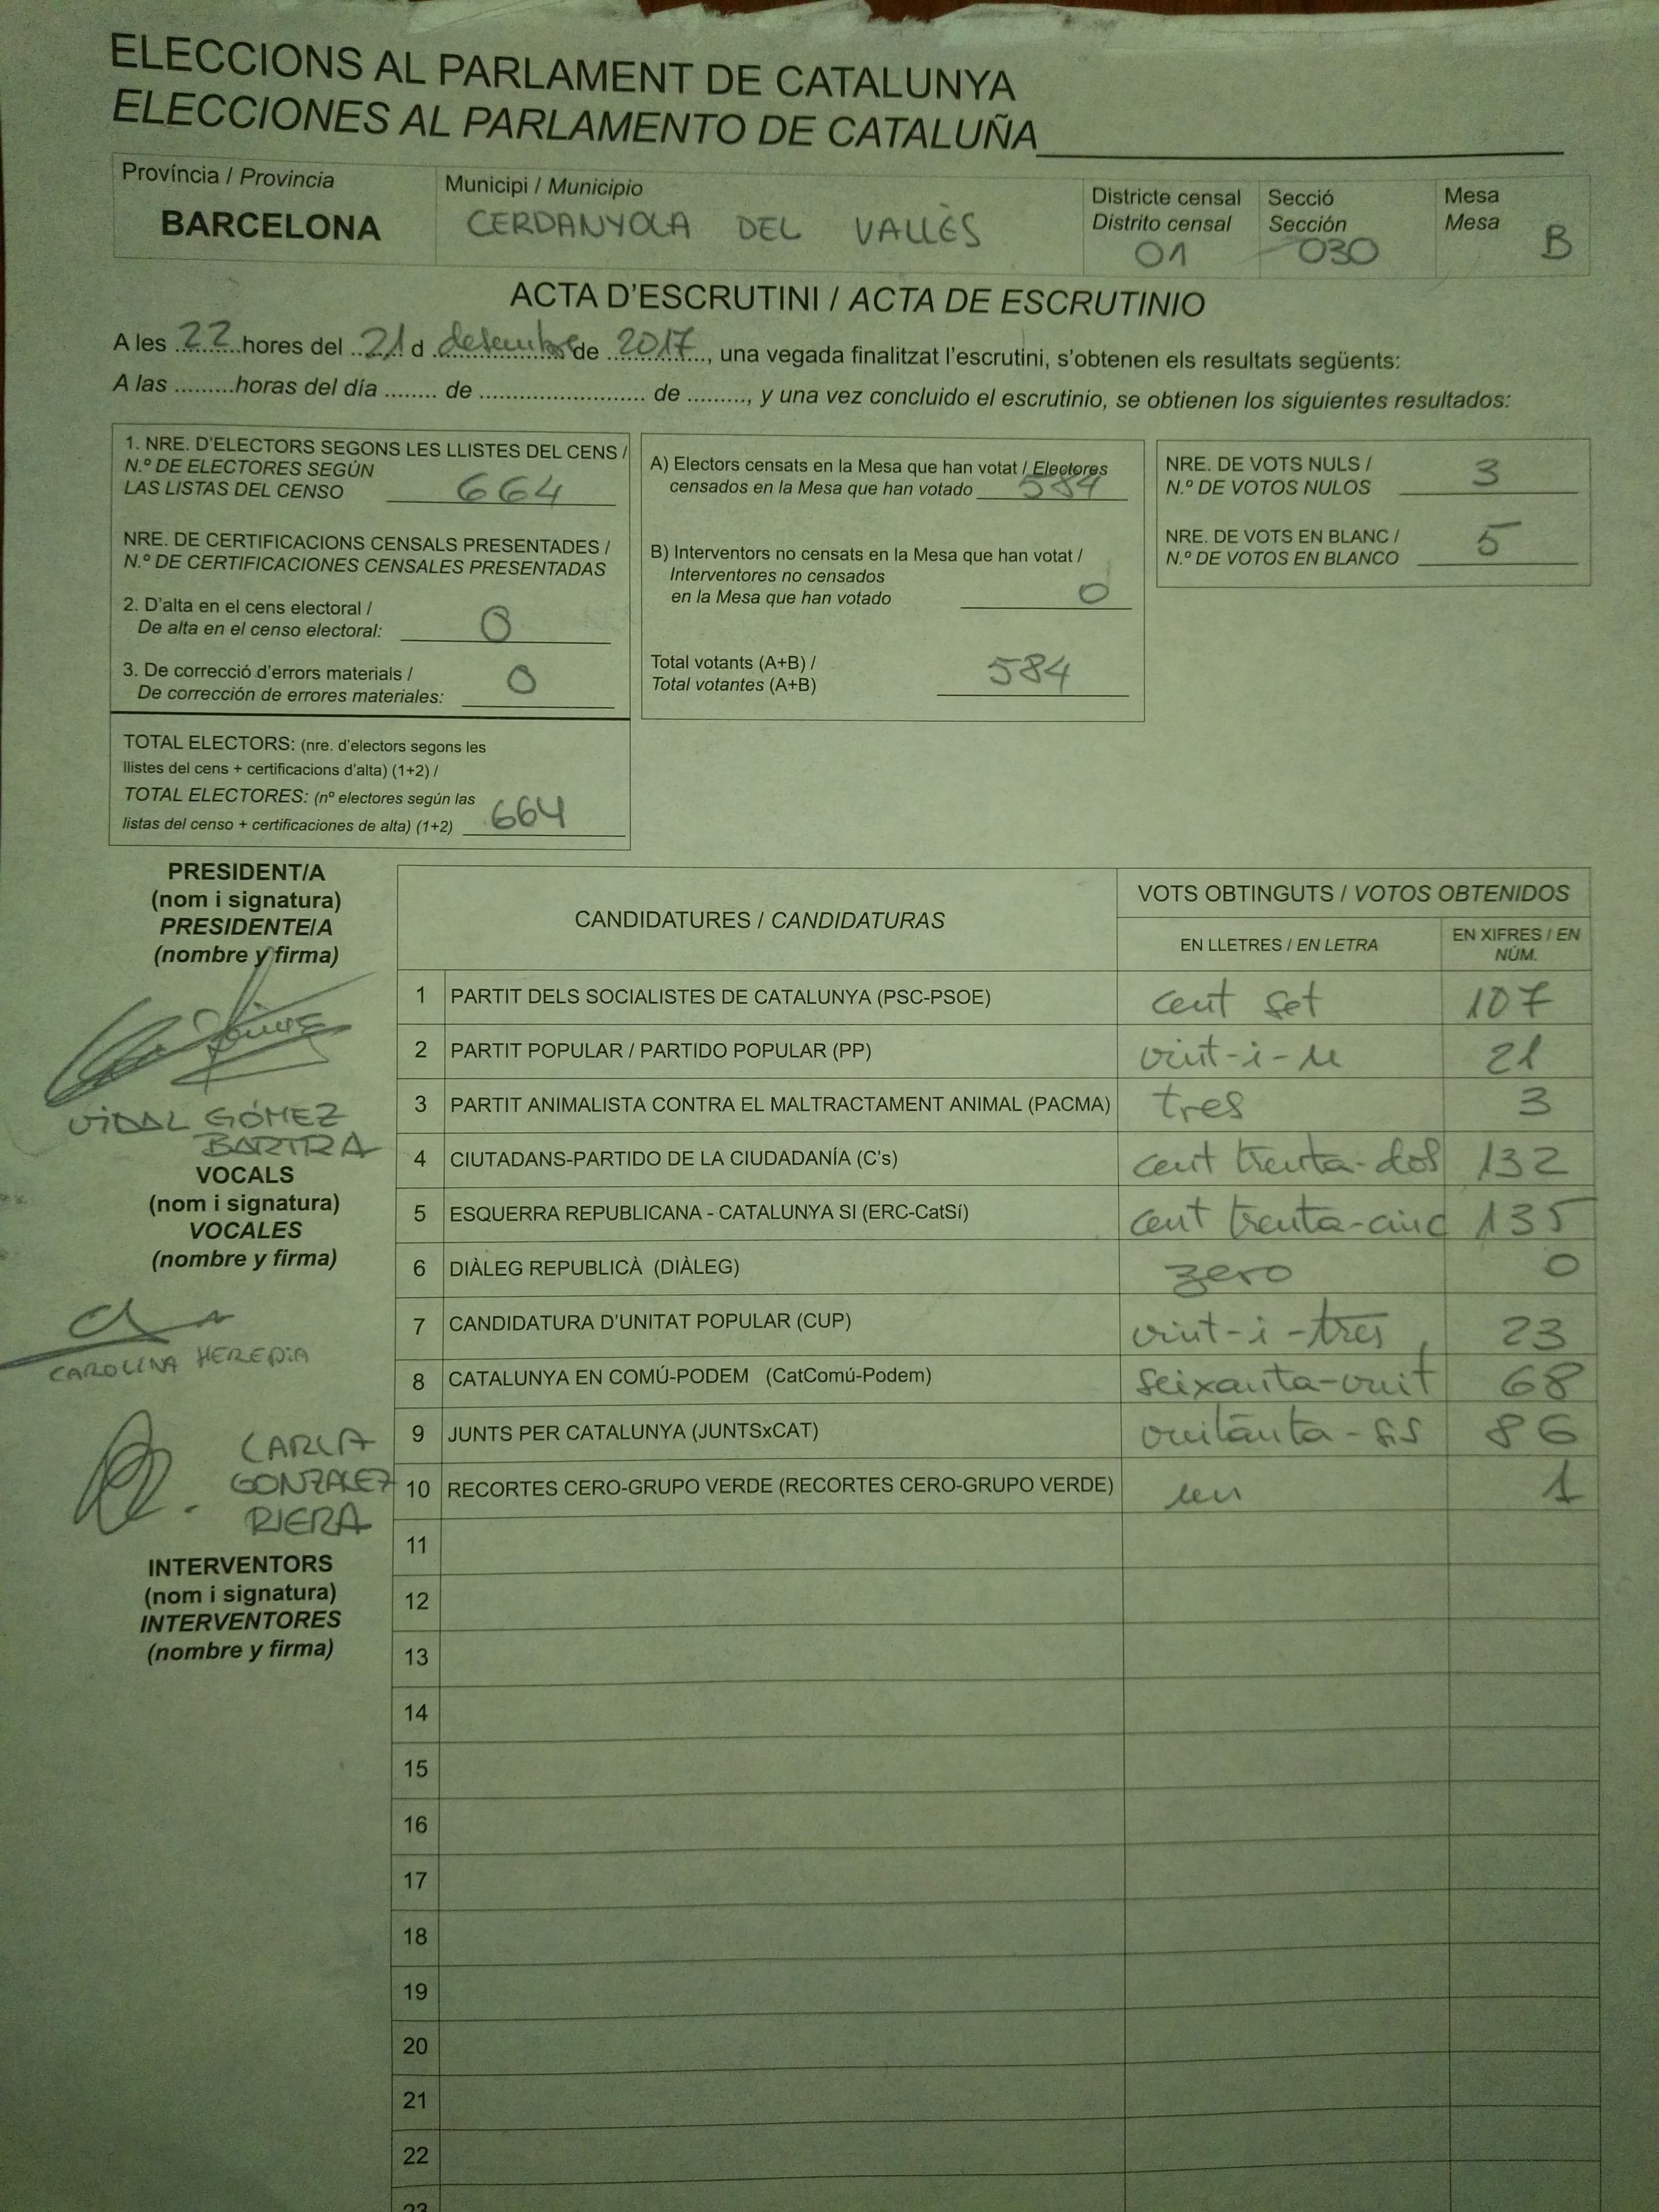 ELECCIONS AL PARLAMENT DE CATALUNYA
ELECCIONES AL PARLAMENTO DE CATALUÑA
Província / Provincia
BARCELONA
Municipi / Municipio
CERDANYOLA DEL VALLÈS
Districte censal
Distrito censal
01
Secció
Sección
030
Mesa
Mesa
B
ACTA D'ESCRUTINI / ACTA DE ESCRUTINIO
A les 22 hores del 21 d desembre de 2017, una vegada finalitzat l'escrutini, s'obtenen els resultats següents:
A las .........horas del día ........ de ......................... de ........., y una vez concluido el escrutinio, se obtienen los siguientes resultados:
1. NRE. D'ELECTORS SEGONS LES LLISTES DEL CENS /
N.º DE ELECTORES SEGÚN
LAS LISTAS DEL CENSO 664
NRE. DE CERTIFICACIONS CENSALS PRESENTADES /
N.º DE CERTIFICACIONES CENSALES PRESENTADAS
2. D'alta en el cens electoral /
De alta en el censo electoral: 0
3. De correcció d'errors materials /
De corrección de errores materiales: 0
TOTAL ELECTORS: (nre. d'electors segons les
llistes del cens + certificacions d'alta) (1+2) /
TOTAL ELECTORES: (nº electores según las
listas del censo + certificaciones de alta) (1+2) 664
A) Electors censats en la Mesa que han votat / Electores
censados en la Mesa que han votado 584
B) Interventors no censats en la Mesa que han votat /
Interventores no censados
en la Mesa que han votado 0
Total votants (A+B) /
Total votantes (A+B) 584
NRE. DE VOTS NULS /
N.º DE VOTOS NULOS 3
NRE. DE VOTS EN BLANC /
N.º DE VOTOS EN BLANCO 5
PRESIDENT/A
(nom i signatura)
PRESIDENTE/A
(nombre y firma)
VIDAL GÓMEZ
BARTRA
VOCALS
(nom i signatura)
VOCALES
(nombre y firma)
CAROLINA HEREDIA
CARLA
GONZALEZ
RIERA
INTERVENTORS
(nom i signatura)
INTERVENTORES
(nombre y firma)
CANDIDATURES / CANDIDATURAS
VOTS OBTINGUTS / VOTOS OBTENIDOS
EN LLETRES / EN LETRA
EN XIFRES / EN
NÚM.
1 PARTIT DELS SOCIALISTES DE CATALUNYA (PSC-PSOE) cent set 107
2 PARTIT POPULAR / PARTIDO POPULAR (PP) vint-i-u 21
3 PARTIT ANIMALISTA CONTRA EL MALTRACTAMENT ANIMAL (PACMA) tres 3
4 CIUTADANS-PARTIDO DE LA CIUDADANÍA (C's) cent trenta-dos 132
5 ESQUERRA REPUBLICANA - CATALUNYA SI (ERC-CatSí) cent trenta-cinc 135
6 DIÀLEG REPUBLICÀ (DIÀLEG) zero 0
7 CANDIDATURA D'UNITAT POPULAR (CUP) vint-i-tres 23
8 CATALUNYA EN COMÚ-PODEM (CatComú-Podem) seixanta-vuit 68
9 JUNTS PER CATALUNYA (JUNTSxCAT) vuitanta-sis 86
10 RECORTES CERO-GRUPO VERDE (RECORTES CERO-GRUPO VERDE) un 1
11
12
13
14
15
16
17
18
19
20
21
22
23